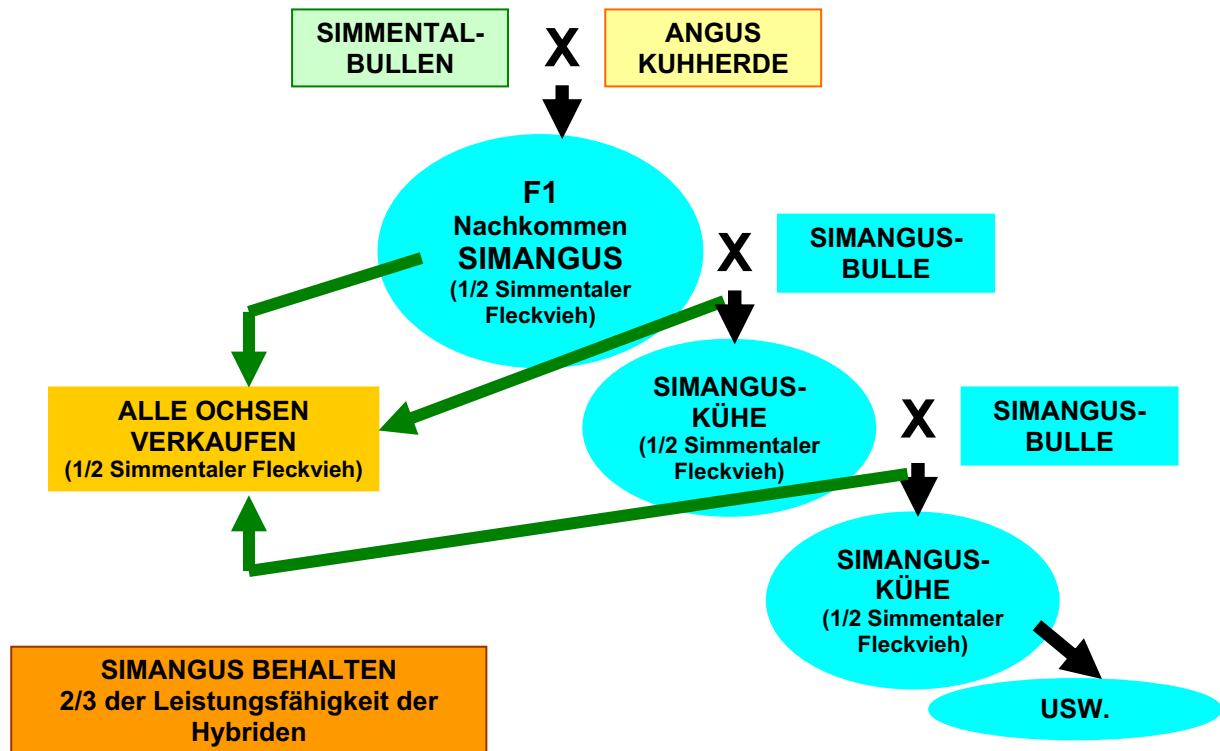 SIMMENTAL-
BULLEN
X
ANGUS
KUHHERDE
F1
Nachkommen
SIMANGUS
(1/2 Simmentaler
Fleckvieh)
X
SIMANGUS-
BULLE
ALLE OCHSEN
VERKAUFEN
(1/2 Simmentaler Fleckvieh)
SIMANGUS-
KÜHE
(1/2 Simmentaler
Fleckvieh)
X
SIMANGUS-
BULLE
SIMANGUS-
KÜHE
(1/2 Simmentaler
Fleckvieh)
SIMANGUS BEHALTEN
2/3 der Leistungsfähigkeit der
Hybriden
USW.